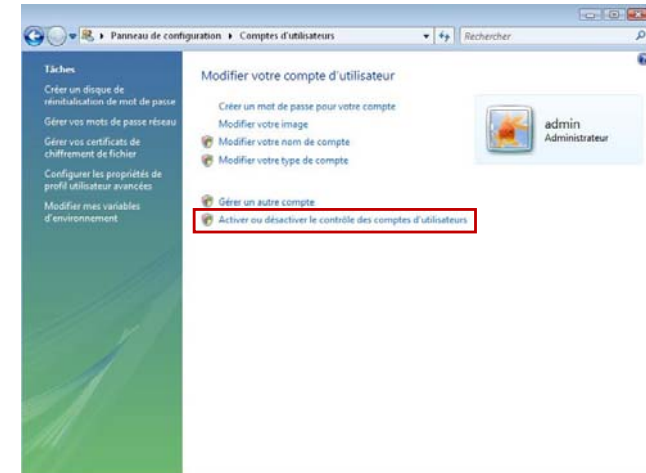 Panneau de configuration Comptes d'utilisateurs
Rechercher
Tâches
Créer un disque de
réinitialisation de mot de passe
Gérer vos mots de passe réseau
Gérer vos certificats de
chiffrement de fichier
Configurer les propriétés de
profil utilisateur avancées
Modifier mes variables
d'environnement
Modifier votre compte d'utilisateur
Créer un mot de passe pour votre compte
Modifier votre image
Modifier votre nom de compte
Modifier votre type de compte
Gérer un autre compte
Activer ou désactiver le contrôle des comptes d'utilisateurs
admin
Administrateur